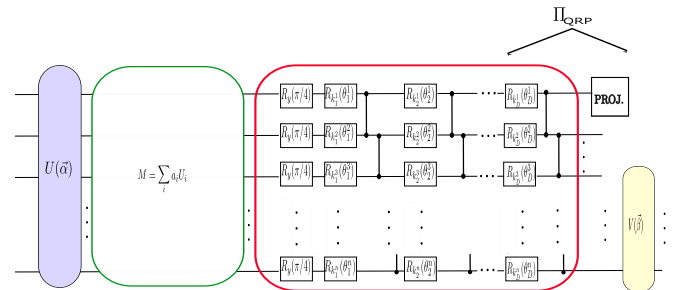 Π_QRP
R_y(π/4) R_{k_1^1}(θ_1^1) R_{k_2^1}(θ_2^1) ··· R_{k_D^1}(θ_D^1) PROJ.
R_y(π/4) R_{k_1^2}(θ_1^2) R_{k_2^2}(θ_2^2) ··· R_{k_D^2}(θ_D^2)
U(α⃗) M = ∑_i a_i U_i R_y(π/4) R_{k_1^3}(θ_1^3) R_{k_2^3}(θ_2^3) ··· R_{k_D^3}(θ_D^3)
V(β⃗)
R_y(π/4) R_{k_1^n}(θ_1^n) R_{k_2^n}(θ_2^n) ··· R_{k_D^n}(θ_D^n)